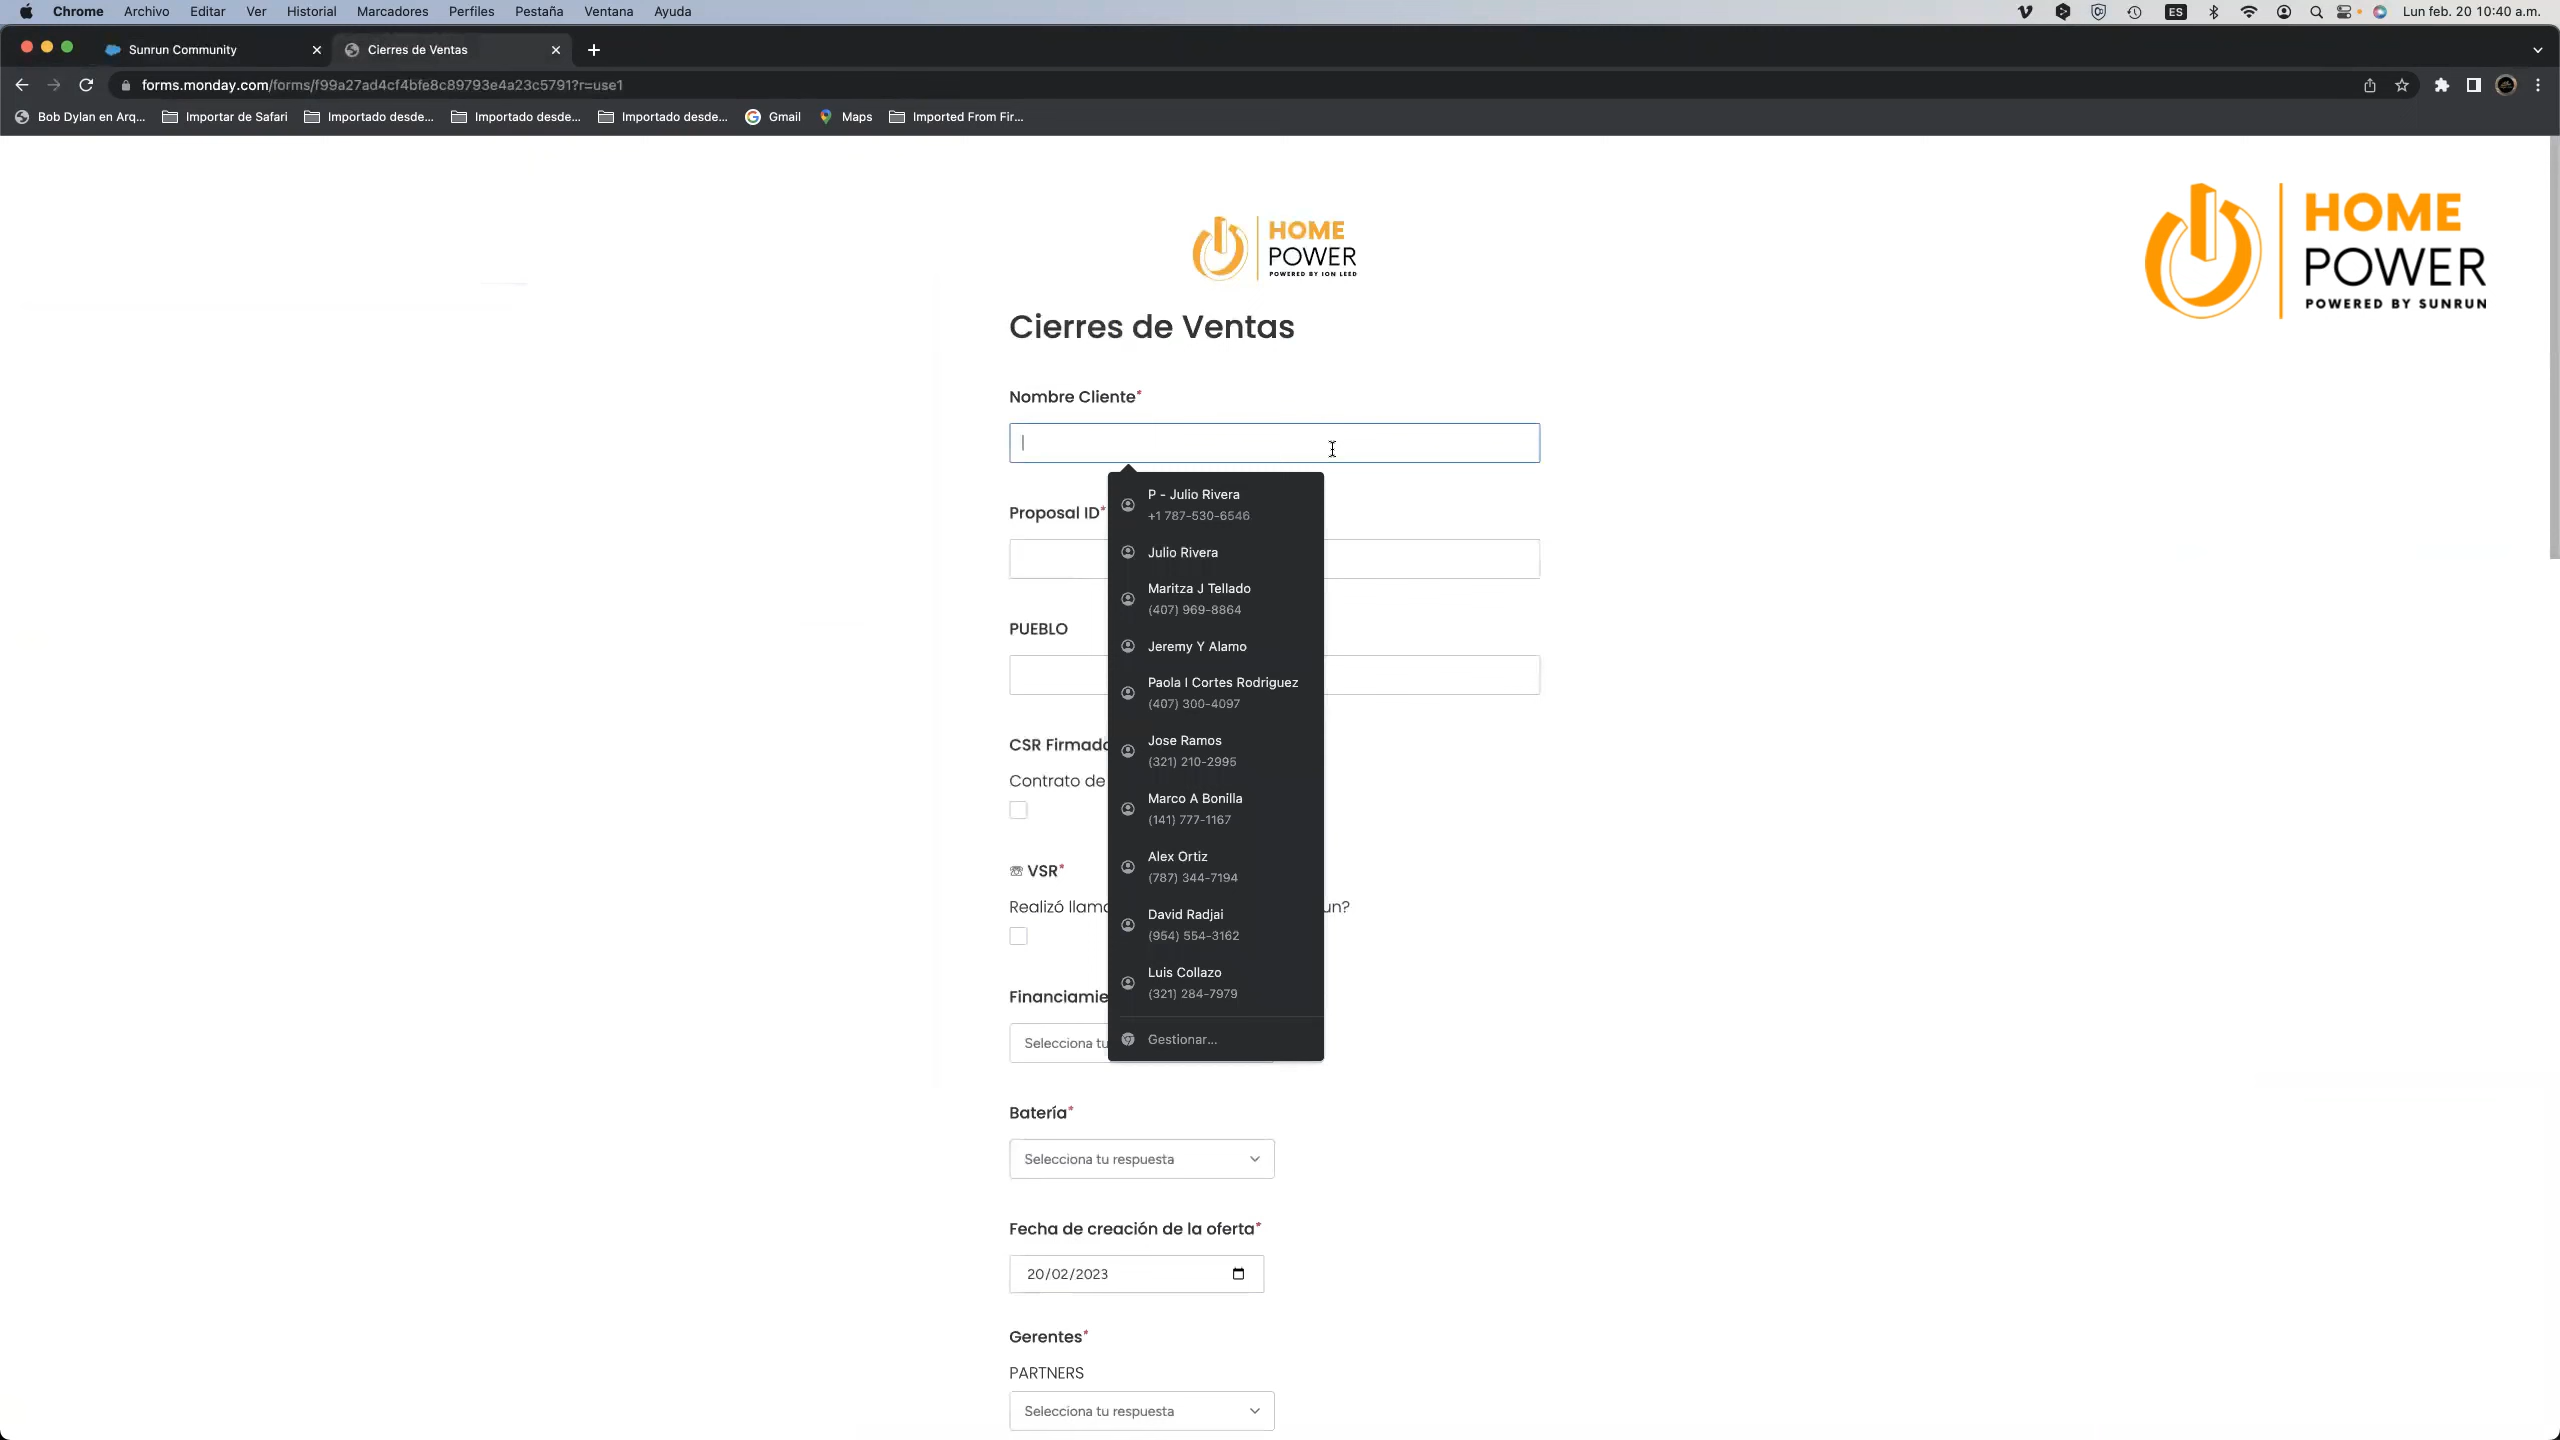 Chrome Archivo Editar Ver Historial Marcadores Perfiles Pestaña Ventana Ayuda ES Lun feb. 20 10:40 a.m.
Sunrun Community
Cierres de Ventas
forms.monday.com/forms/f99a27ad4cf4bfe8c89793e4a23c5791?r=use1
Bob Dylan en Arq... Importar de Safari Importado desde... Importado desde... Importado desde... Gmail Maps Imported From Fir...
HOME
POWER
POWERED BY SUNRUN
HOME
POWER
POWERED BY ION LEED
Cierres de Ventas
Nombre Cliente*
P - Julio Rivera
+1 787-530-6546
Julio Rivera
Maritza J Tellado
(407) 969-8864
Jeremy Y Alamo
Paola I Cortes Rodriguez
(407) 300-4097
Jose Ramos
(321) 210-2995
Marco A Bonilla
(141) 777-1167
Alex Ortiz
(787) 344-7194
David Radjai
(954) 554-3162
Luis Collazo
(321) 284-7979
Gestionar...
Proposal ID*
PUEBLO
CSR Firmado
Contrato de
VSR*
Realizó llama un?
Financiamie
Selecciona tu
Batería*
Selecciona tu respuesta
Fecha de creación de la oferta*
20/02/2023
Gerentes*
PARTNERS
Selecciona tu respuesta